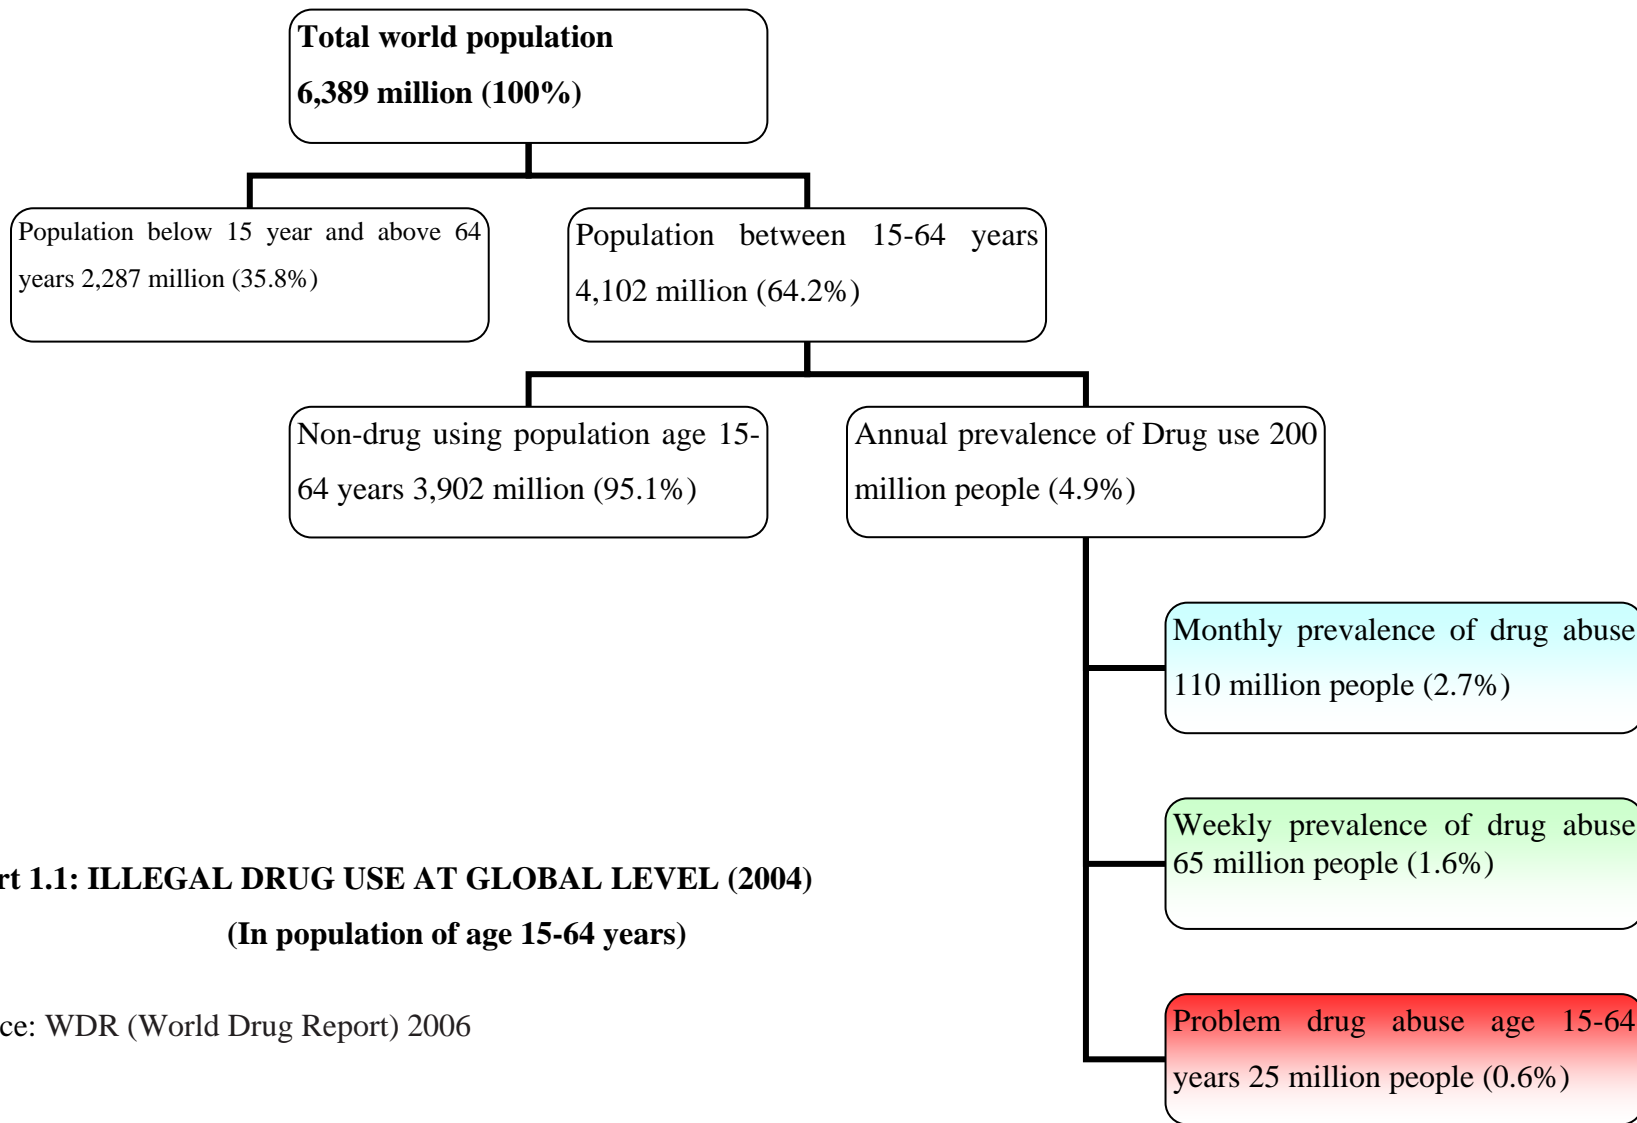 Total world population
6,389 million (100%)
Population below 15 year and above 64
years 2,287 million (35.8%)
Population between 15-64 years
4,102 million (64.2%)
Non-drug using population age 15-
64 years 3,902 million (95.1%)
Annual prevalence of Drug use 200
million people (4.9%)
Monthly prevalence of drug abuse
110 million people (2.7%)
Weekly prevalence of drug abuse
65 million people (1.6%)
rt 1.1: ILLEGAL DRUG USE AT GLOBAL LEVEL (2004)
(In population of age 15-64 years)
ce: WDR (World Drug Report) 2006
Problem drug abuse age 15-64
years 25 million people (0.6%)